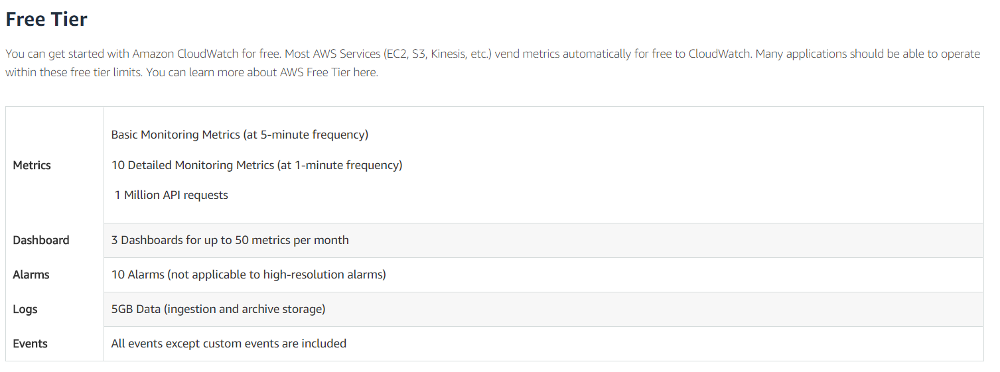 Free Tier
You can get started with Amazon CloudWatch for free. Most AWS Services (EC2, S3, Kinesis, etc.) vend metrics automatically for free to CloudWatch. Many applications should be able to operate
within these free tier limits. You can learn more about AWS Free Tier here.
Metrics
Basic Monitoring Metrics (at 5-minute frequency)
10 Detailed Monitoring Metrics (at 1-minute frequency)
1 Million API requests
Dashboard
3 Dashboards for up to 50 metrics per month
Alarms
10 Alarms (not applicable to high-resolution alarms)
Logs
5GB Data (ingestion and archive storage)
Events
All events except custom events are included